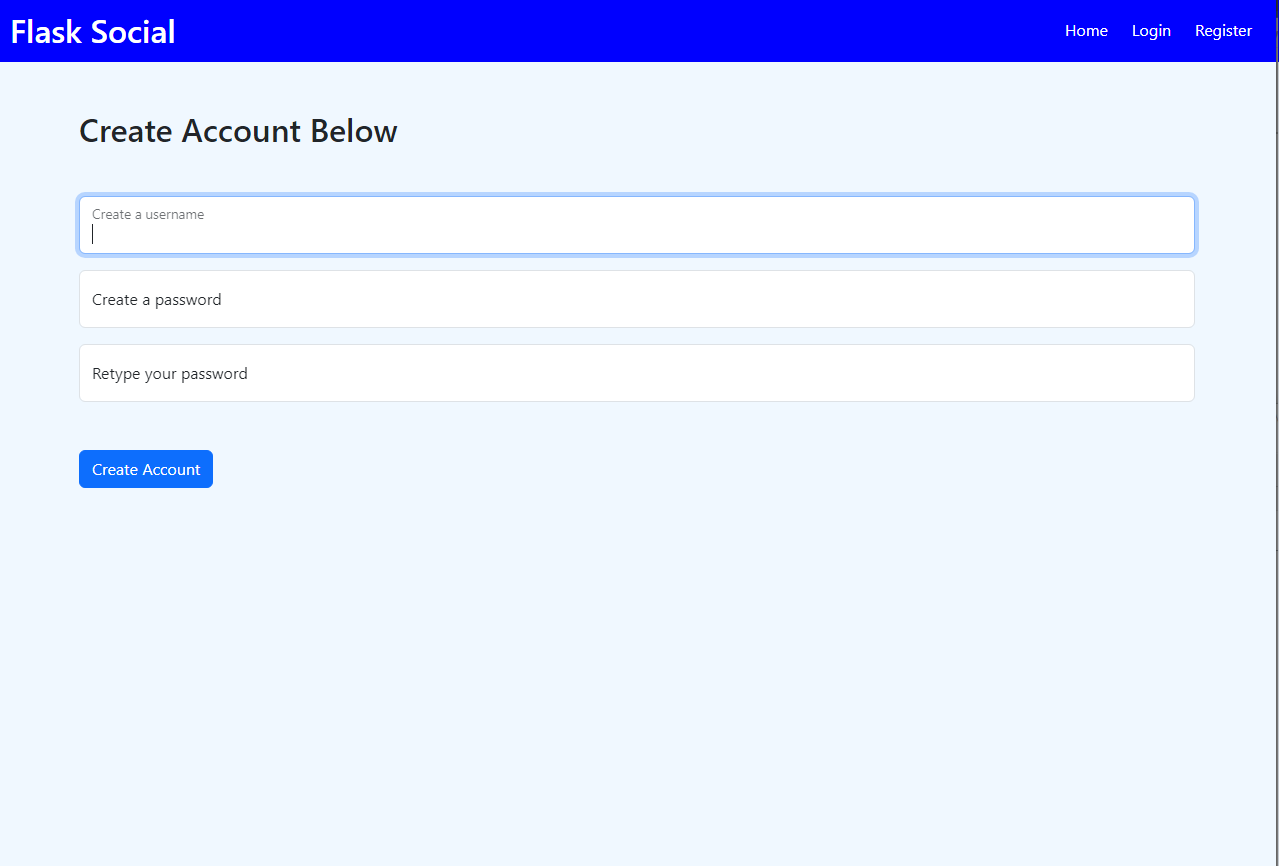 Flask Social
Home Login Register
Create Account Below
Create a username
Create a password
Retype your password
Create Account